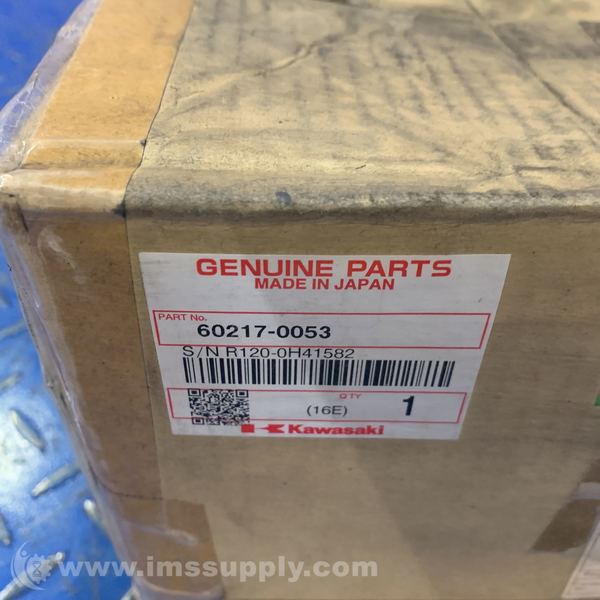 GENUINE PARTS
MADE IN JAPAN
PART No.
60217-0053
S/N R120-0H41582
QTY
(16E) 1
Kawasaki
www.imssupply.com